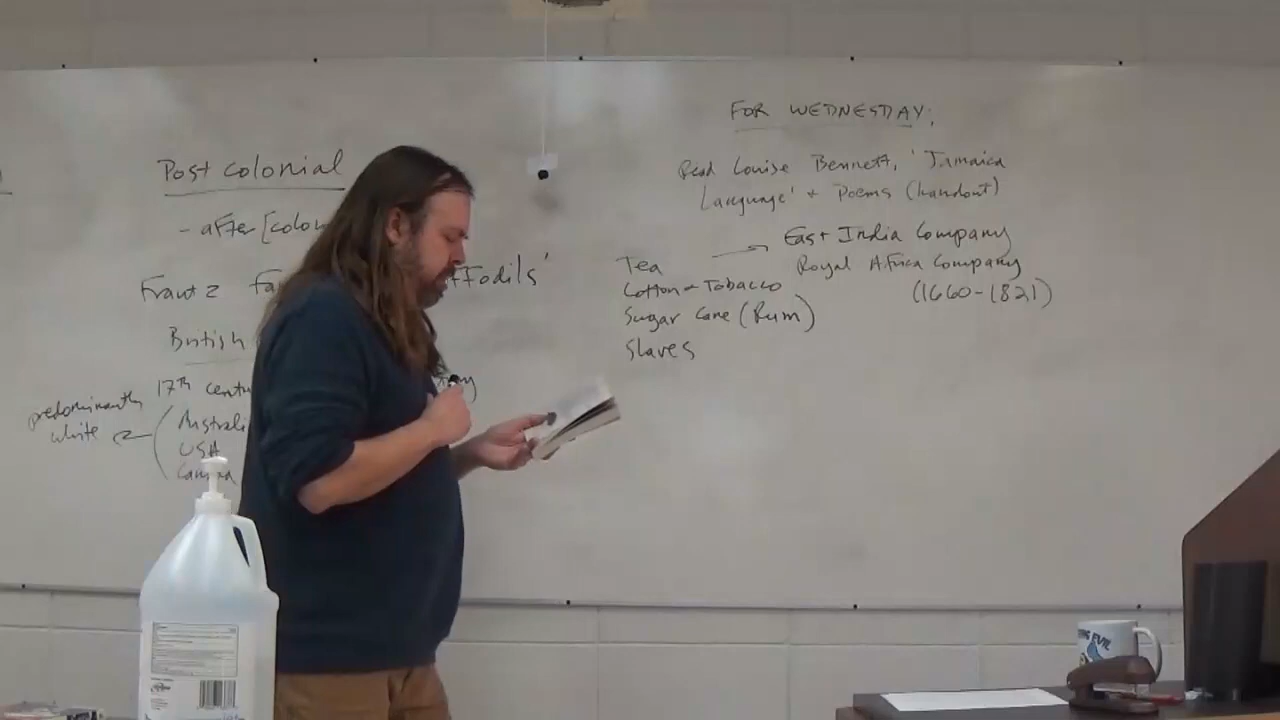 Post colonial
- after [colon
Frantz Fa ffodils'
British
17th centu
predominantly
white
Australi
USA
Canada
FOR WEDNESDAY:
Read Louise Bennett, 'Jamaica
Language' + Poems (handout)
East India Company
Royal Africa Company
(1660-1821)
Tea
Cotton + Tobacco
Sugar Cane (Rum)
Slaves
EVIL